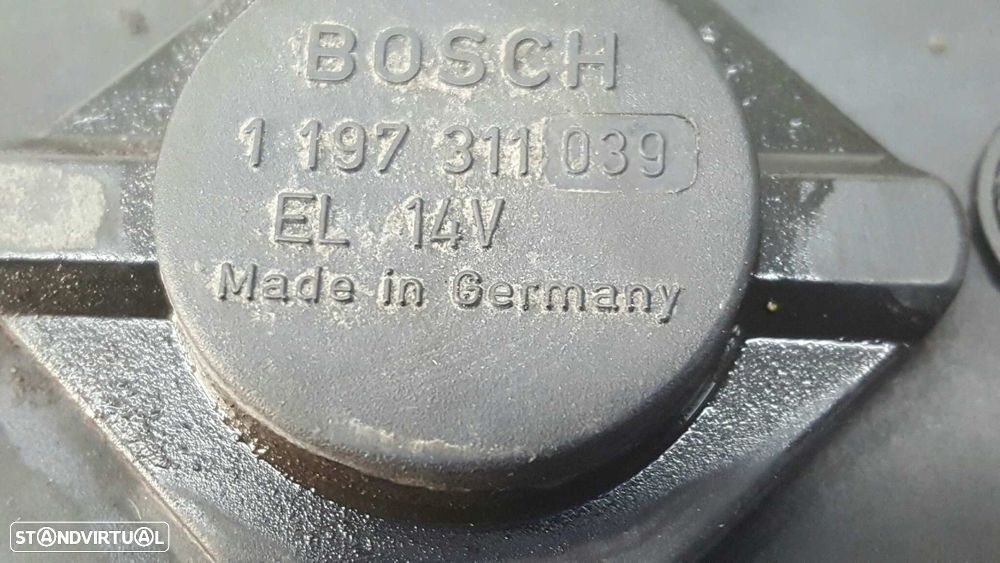 BOSCH
1 197 311 039
EL 14V
Made in Germany
STANDVIRTUAL